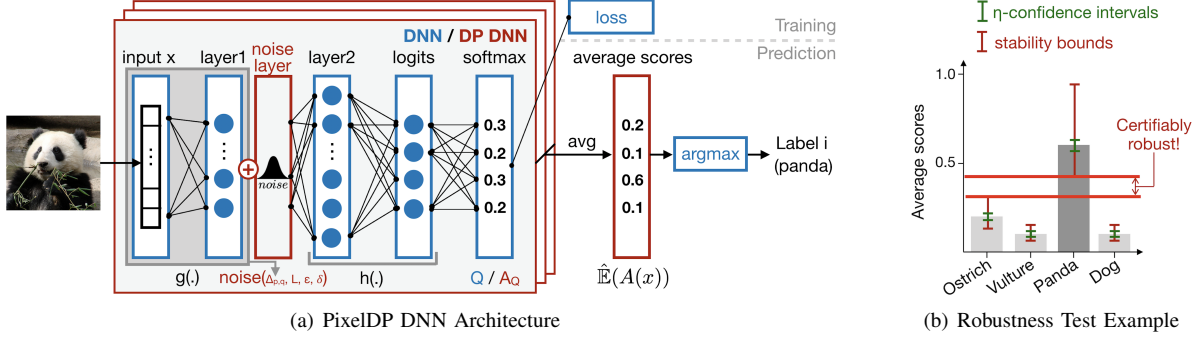 loss
Training
Prediction
DNN / DP DNN
input x
layer1
noise
layer
layer2
logits
softmax
average scores
⋮
⋮
⋮
noise
0.3
0.2
0.3
0.2
avg
0.2
0.1
0.6
0.1
argmax
Label i
(panda)
g(.)
noise(Δp,q, L, ε, δ)
h(.)
Q / AQ
Ê(A(x))
(a) PixelDP DNN Architecture
η-confidence intervals
stability bounds
1.0
0.5
Average scores
Certifiably
robust!
Ostrich
Vulture
Panda
Dog
(b) Robustness Test Example